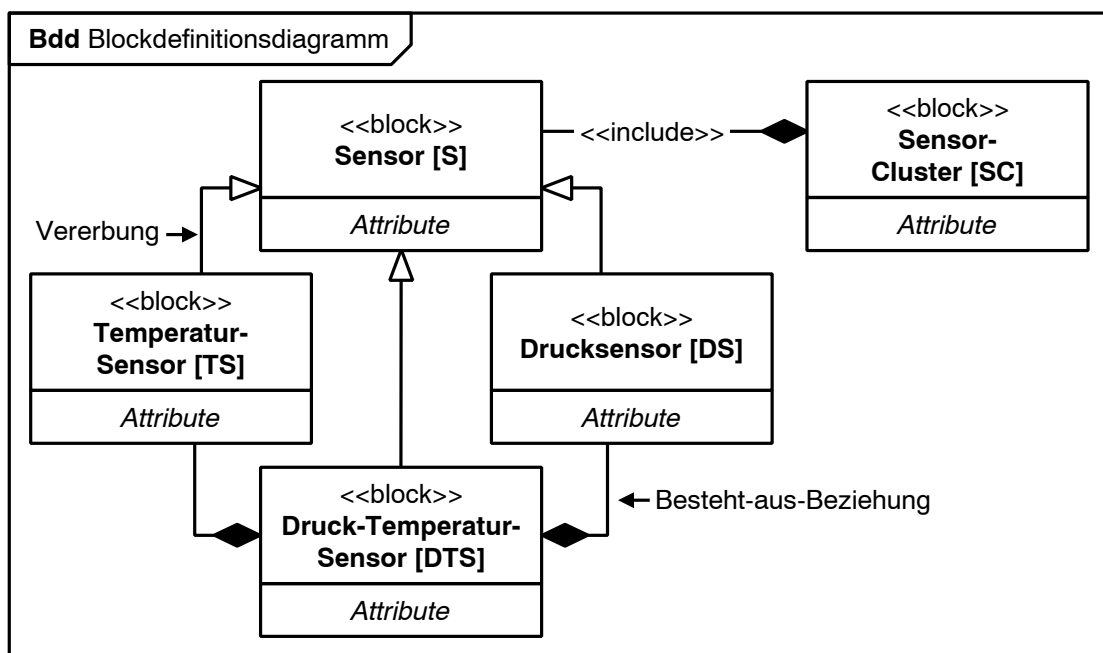 Bdd Blockdefinitionsdiagramm
<<block>>
Sensor [S]
Attribute
<<include>>
<<block>>
Sensor-
Cluster [SC]
Attribute
Vererbung
<<block>>
Temperatur-
Sensor [TS]
Attribute
<<block>>
Drucksensor [DS]
Attribute
<<block>>
Druck-Temperatur-
Sensor [DTS]
Attribute
Besteht-aus-Beziehung